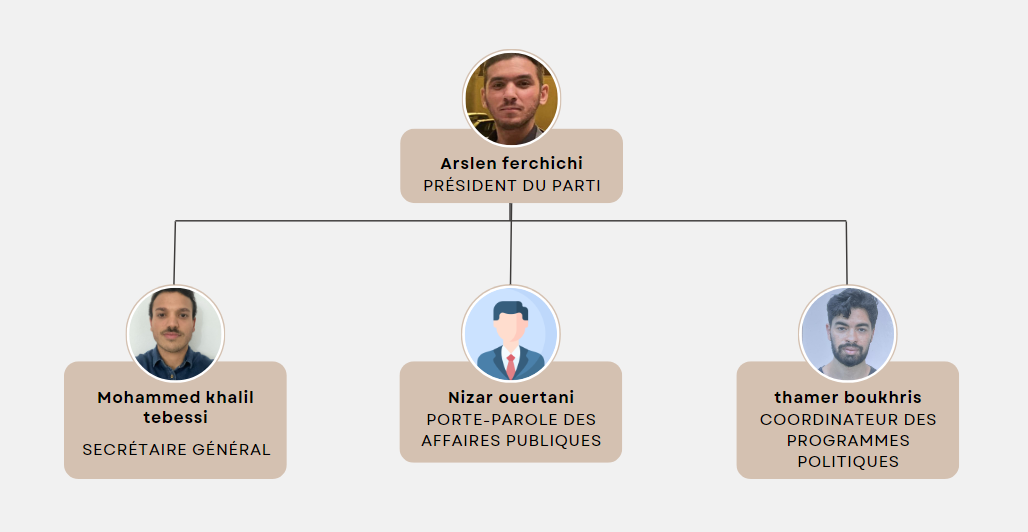 Arslen ferchichi
PRÉSIDENT DU PARTI
Mohammed khalil
tebessi
SECRÉTAIRE GÉNÉRAL
Nizar ouertani
PORTE-PAROLE DES
AFFAIRES PUBLIQUES
thamer boukhris
COORDINATEUR DES
PROGRAMMES
POLITIQUES